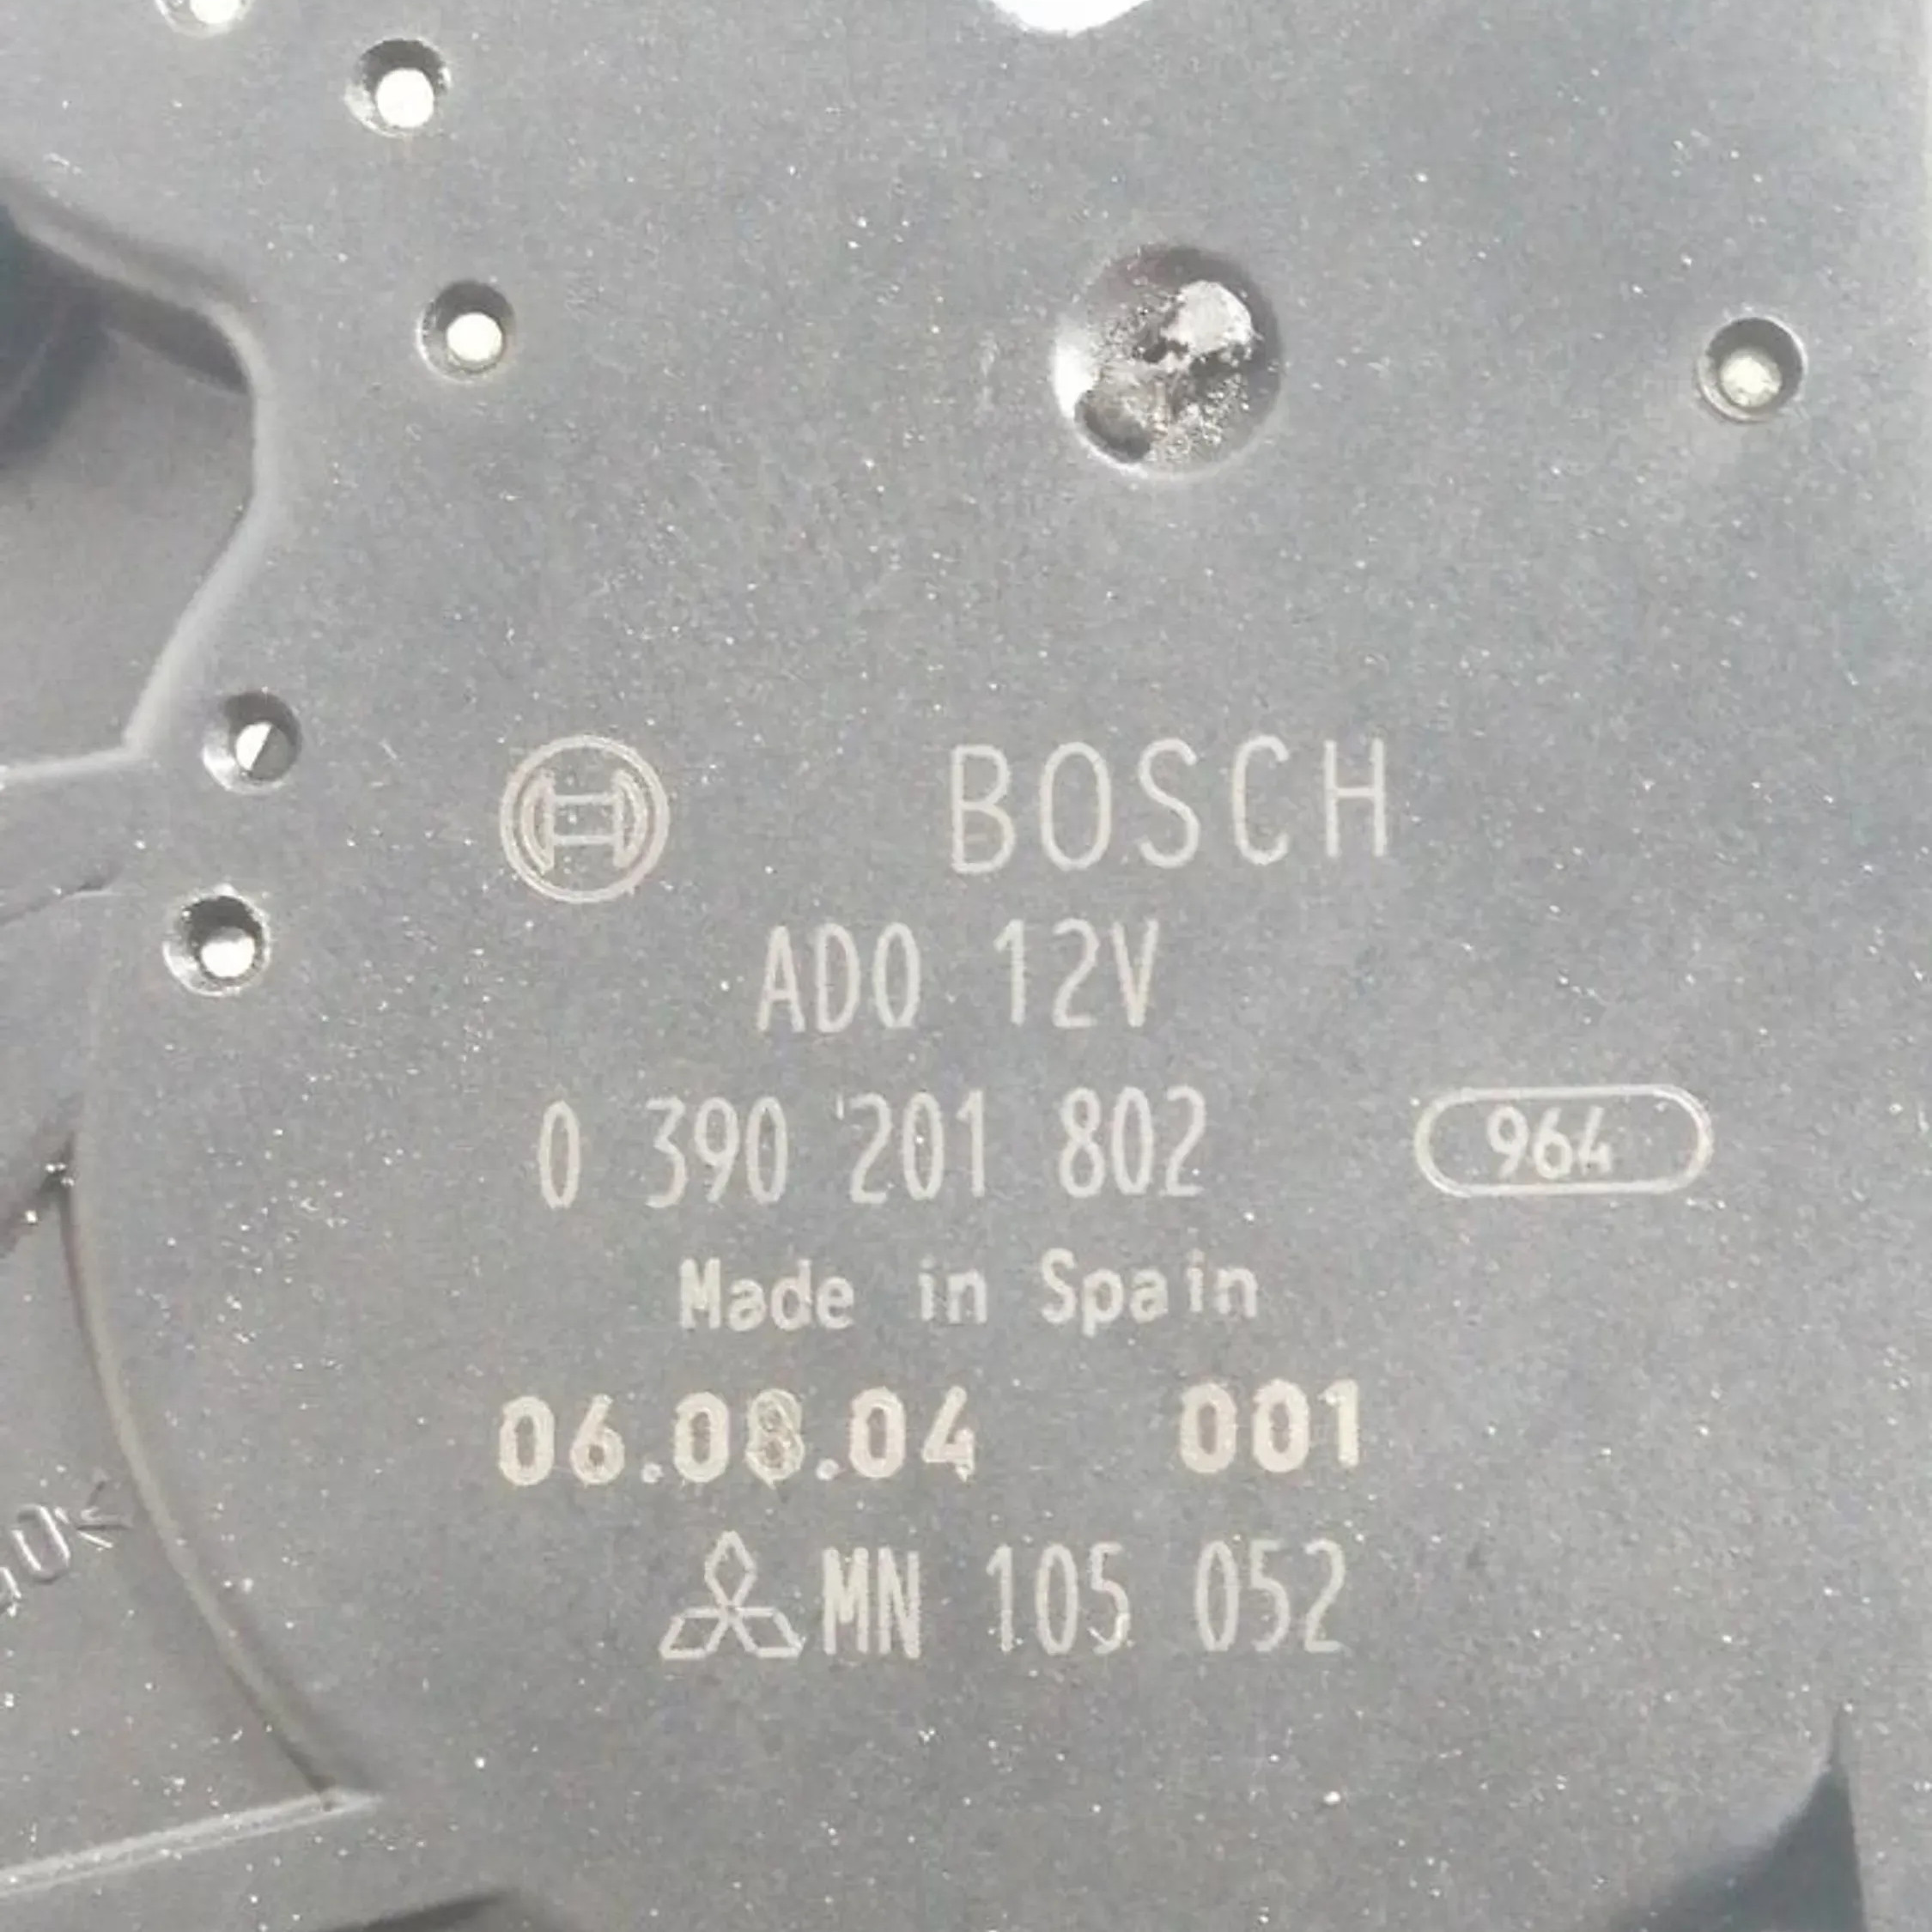 BOSCH
ADO 12V
0 390 201 802 964
Made in Spain
06.08.04 001
MN 105 052